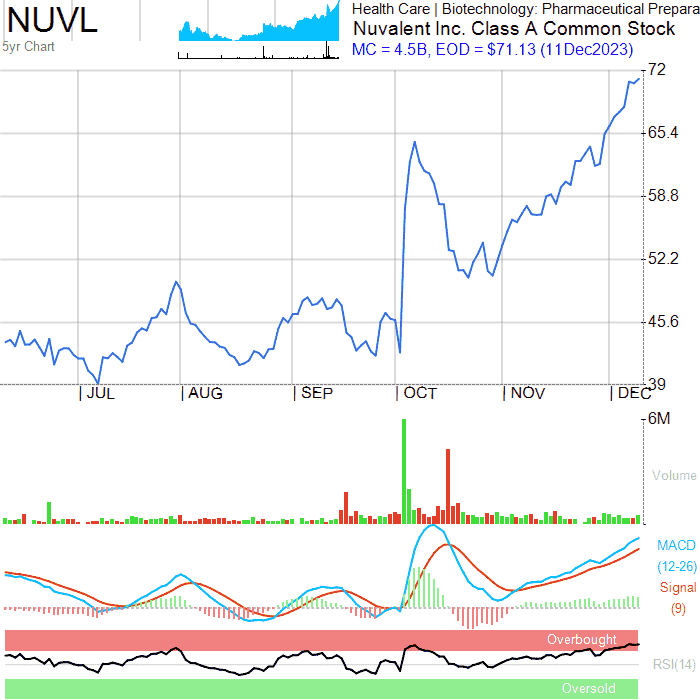 NUVL
5yr Chart
Health Care | Biotechnology: Pharmaceutical Prepara
Nuvalent Inc. Class A Common Stock
MC = 4.5B, EOD = $71.13 (11Dec2023)
72
65.4
58.8
52.2
45.6
39
| JUL | AUG | SEP | OCT | NOV | DEC
6M
Volume
MACD
(12-26)
Signal
(9)
Overbought
RSI(14)
Oversold